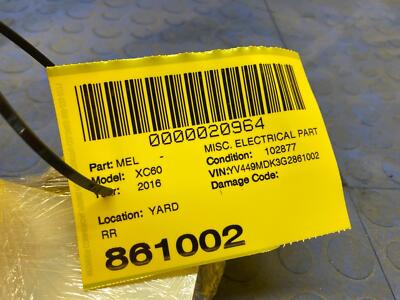 0000020964
Part: MEL - MISC. ELECTRICAL PART
Model: XC60 Condition: 102877
Year: 2016 VIN:YV449MDK3G2861002
Damage Code:
Location: YARD
RR
861002